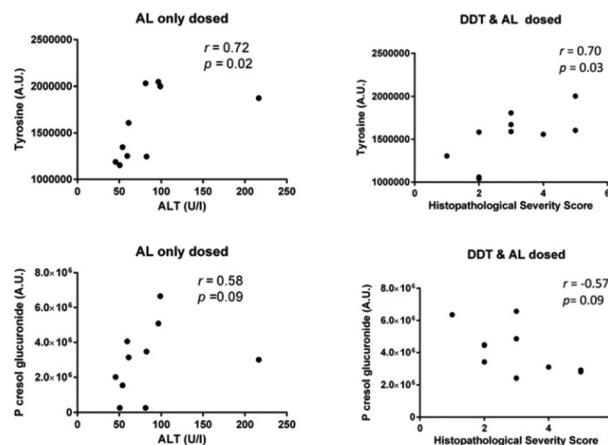 AL only dosed
r = 0.72
p = 0.02
Tyrosine (A.U.)
2500000
2000000
1500000
1000000
0 50 100 150 200 250
ALT (U/I)
DDT & AL dosed
r = 0.70
p = 0.03
Tyrosine (A.U.)
2500000
2000000
1500000
1000000
0 2 4 6
Histopathological Severity Score
AL only dosed
r = 0.58
p =0.09
P cresol glucuronide (A.U.)
8.0×10⁶
6.0×10⁶
4.0×10⁶
2.0×10⁶
0
0 50 100 150 200 250
ALT (U/I)
DDT & AL dosed
r = -0.57
p= 0.09
P cresol glucuronide (A.U.)
8.0×10⁶
6.0×10⁶
4.0×10⁶
2.0×10⁶
0
0 2 4 6
Histopathological Severity Score